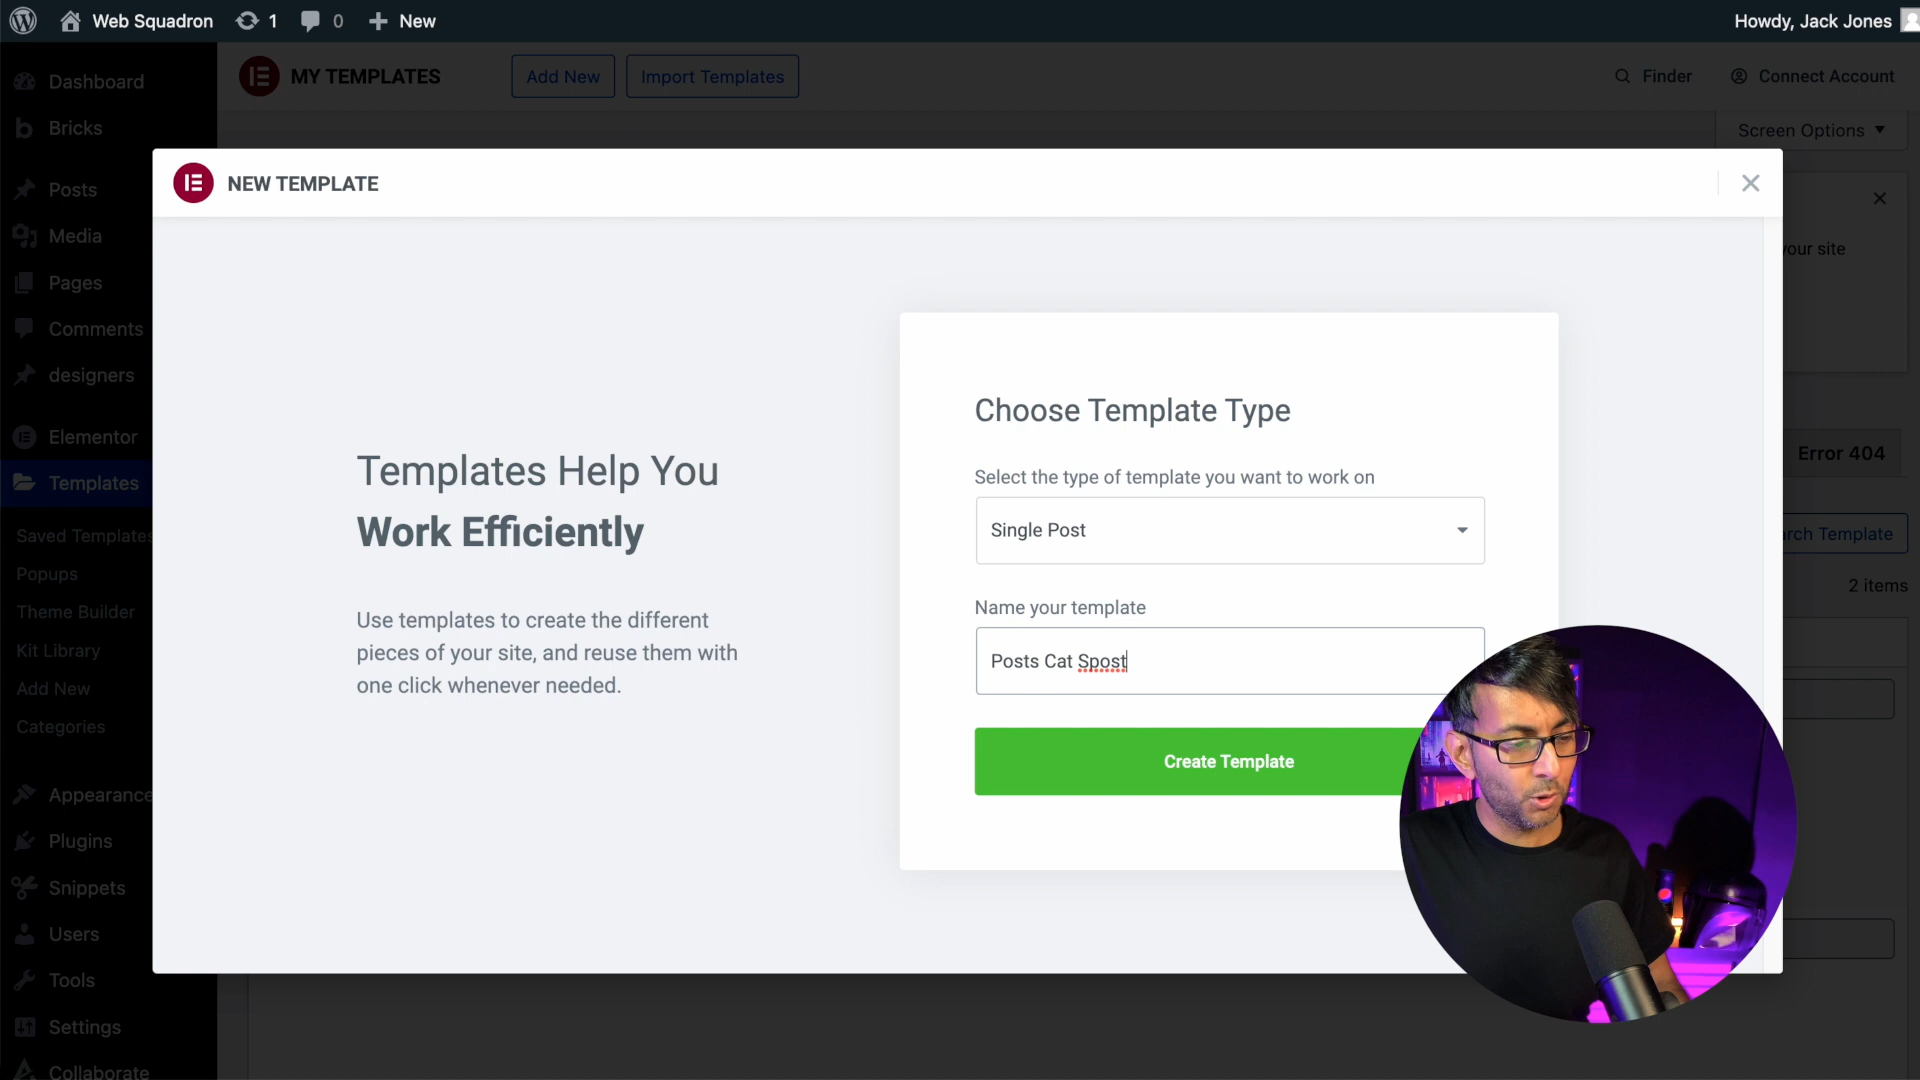 Web Squadron 1 0 New Howdy, Jack Jones
Dashboard
Bricks
Posts
Media
Pages
Comments
designers
Elementor
Templates
Saved Templates
Popups
Theme Builder
Kit Library
Add New
Categories
Appearance
Plugins
Snippets
Users
Tools
Settings
Collaborate
MY TEMPLATES Add New Import Templates Finder Connect Account
Screen Options
your site
Error 404
rch Template
2 items
NEW TEMPLATE
Templates Help You
Work Efficiently
Use templates to create the different
pieces of your site, and reuse them with
one click whenever needed.
Choose Template Type
Select the type of template you want to work on
Single Post
Name your template
Posts Cat Spost
Create Template